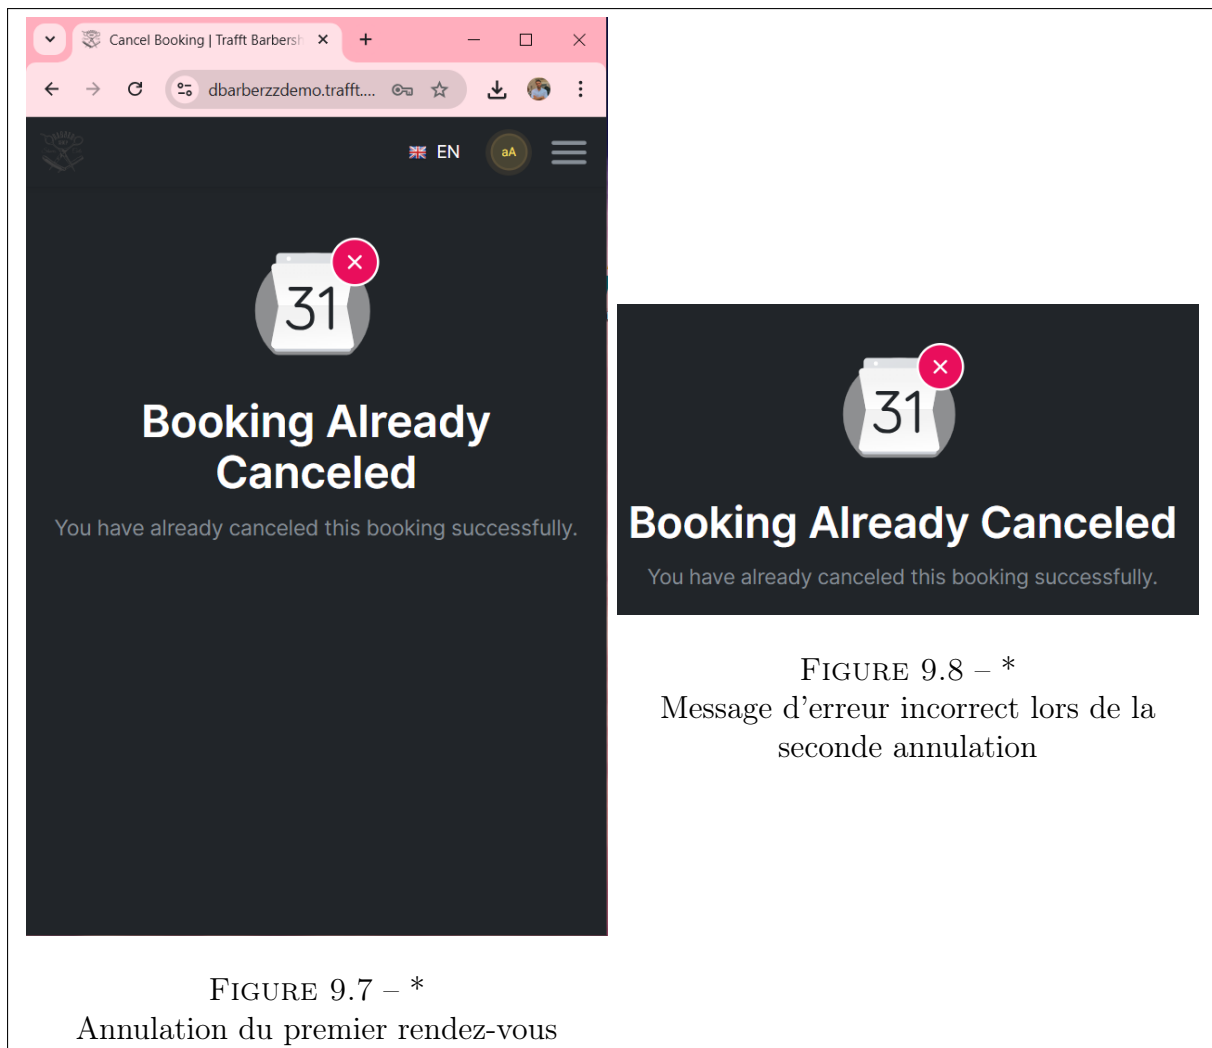 Cancel Booking | Trafft Barbersh
dbarberzzdemo.trafft....
EN
aA
31
Booking Already
Canceled
You have already canceled this booking successfully.
FIGURE 9.7 – *
Annulation du premier rendez-vous
31
Booking Already Canceled
You have already canceled this booking successfully.
FIGURE 9.8 – *
Message d'erreur incorrect lors de la
seconde annulation